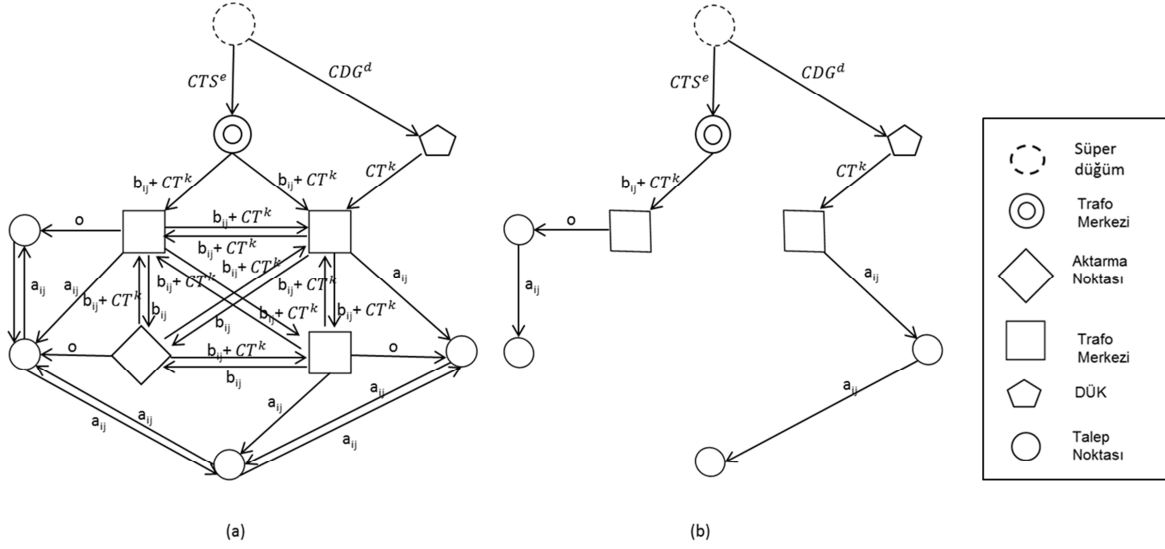 CTS^e
CDG^d
CT^k
b_ij+ CT^k
b_ij+ CT^k
o
b_ij+ CT^k
b_ij+ CT^k
b_ij+ CT^k
a_ij
a_ij
a_ij
b_ij+ CT^k
b_ij+ CT^k
b_ij+ CT^k
b_ij
b_ij
b_ij+ CT^k
b_ij+ CT^k
o
b_ij+ CT^k
b_ij
o
a_ij
a_ij
a_ij
a_ij
a_ij
(a)
CTS^e
CDG^d
CT^k
b_ij+ CT^k
o
a_ij
a_ij
a_ij
(b)
Süper
düğüm
Trafo
Merkezi
Aktarma
Noktası
Trafo
Merkezi
DÜK
Talep
Noktası